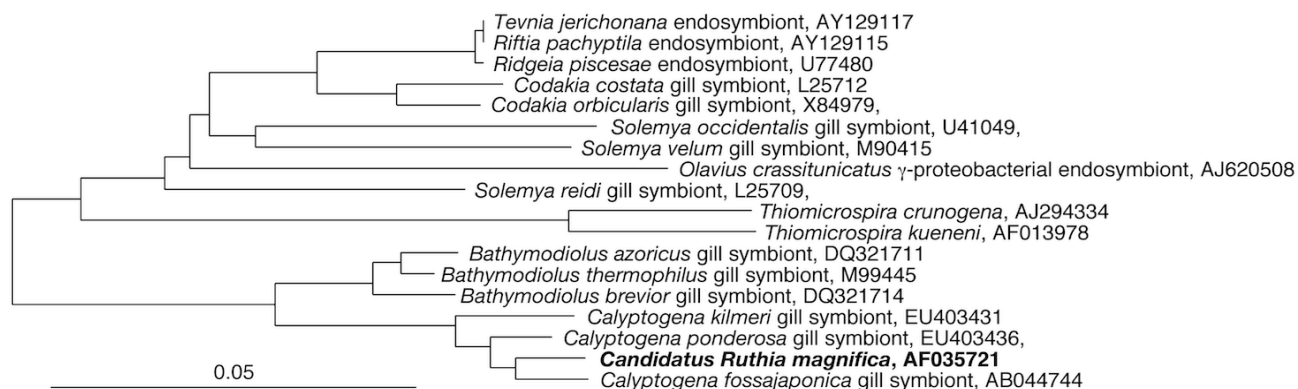 Tevnia jerichonana endosymbiont, AY129117
Riftia pachyptila endosymbiont, AY129115
Ridgeia piscesae endosymbiont, U77480
Codakia costata gill symbiont, L25712
Codakia orbicularis gill symbiont, X84979,
Solemya occidentalis gill symbiont, U41049,
Solemya velum gill symbiont, M90415
Olavius crassitunicatus γ-proteobacterial endosymbiont, AJ620508
Solemya reidi gill symbiont, L25709,
Thiomicrospira crunogena, AJ294334
Thiomicrospira kueneni, AF013978
Bathymodiolus azoricus gill symbiont, DQ321711
Bathymodiolus thermophilus gill symbiont, M99445
Bathymodiolus brevior gill symbiont, DQ321714
Calyptogena kilmeri gill symbiont, EU403431
Calyptogena ponderosa gill symbiont, EU403436,
Candidatus Ruthia magnifica, AF035721
Calyptogena fossajaponica gill symbiont, AB044744
0.05